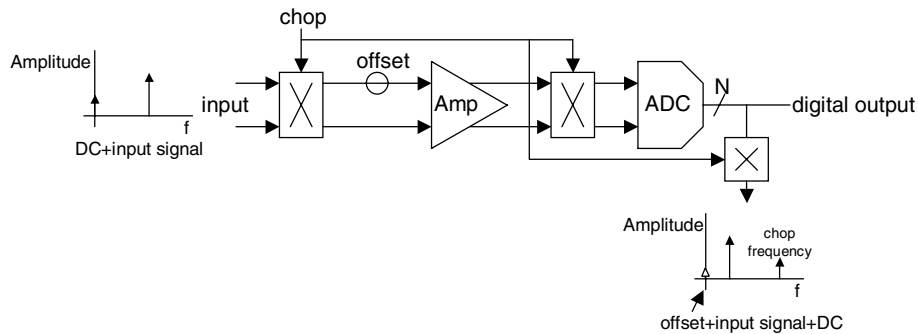 chop
Amplitude
offset
input
Amp
ADC
N
digital output
f
DC+input signal
Amplitude
chop
frequency
f
offset+input signal+DC